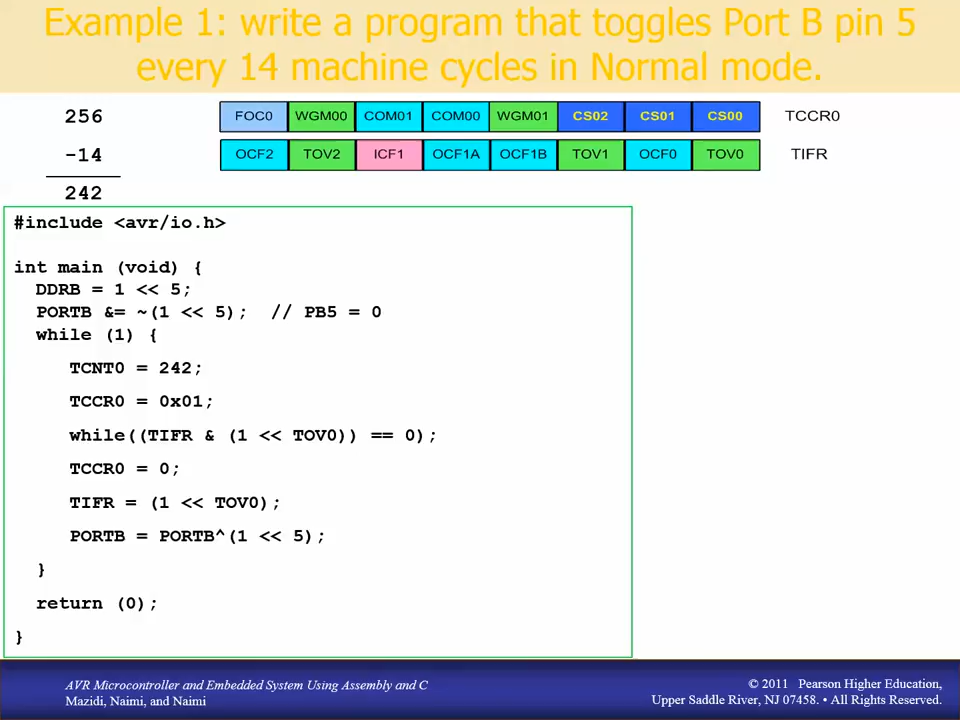 Example 1: write a program that toggles Port B pin 5
every 14 machine cycles in Normal mode.
256
-14
242
FOC0 WGM00 COM01 COM00 WGM01 CS02 CS01 CS00 TCCR0
OCF2 TOV2 ICF1 OCF1A OCF1B TOV1 OCF0 TOV0 TIFR
#include <avr/io.h>
int main (void) {
DDRB = 1 << 5;
PORTB &= ~(1 << 5); // PB5 = 0
while (1) {
TCNT0 = 242;
TCCR0 = 0x01;
while((TIFR & (1 << TOV0)) == 0);
TCCR0 = 0;
TIFR = (1 << TOV0);
PORTB = PORTB^(1 << 5);
}
return (0);
}
AVR Microcontroller and Embedded System Using Assembly and C
Mazidi, Naimi, and Naimi
© 2011 Pearson Higher Education,
Upper Saddle River, NJ 07458. • All Rights Reserved.